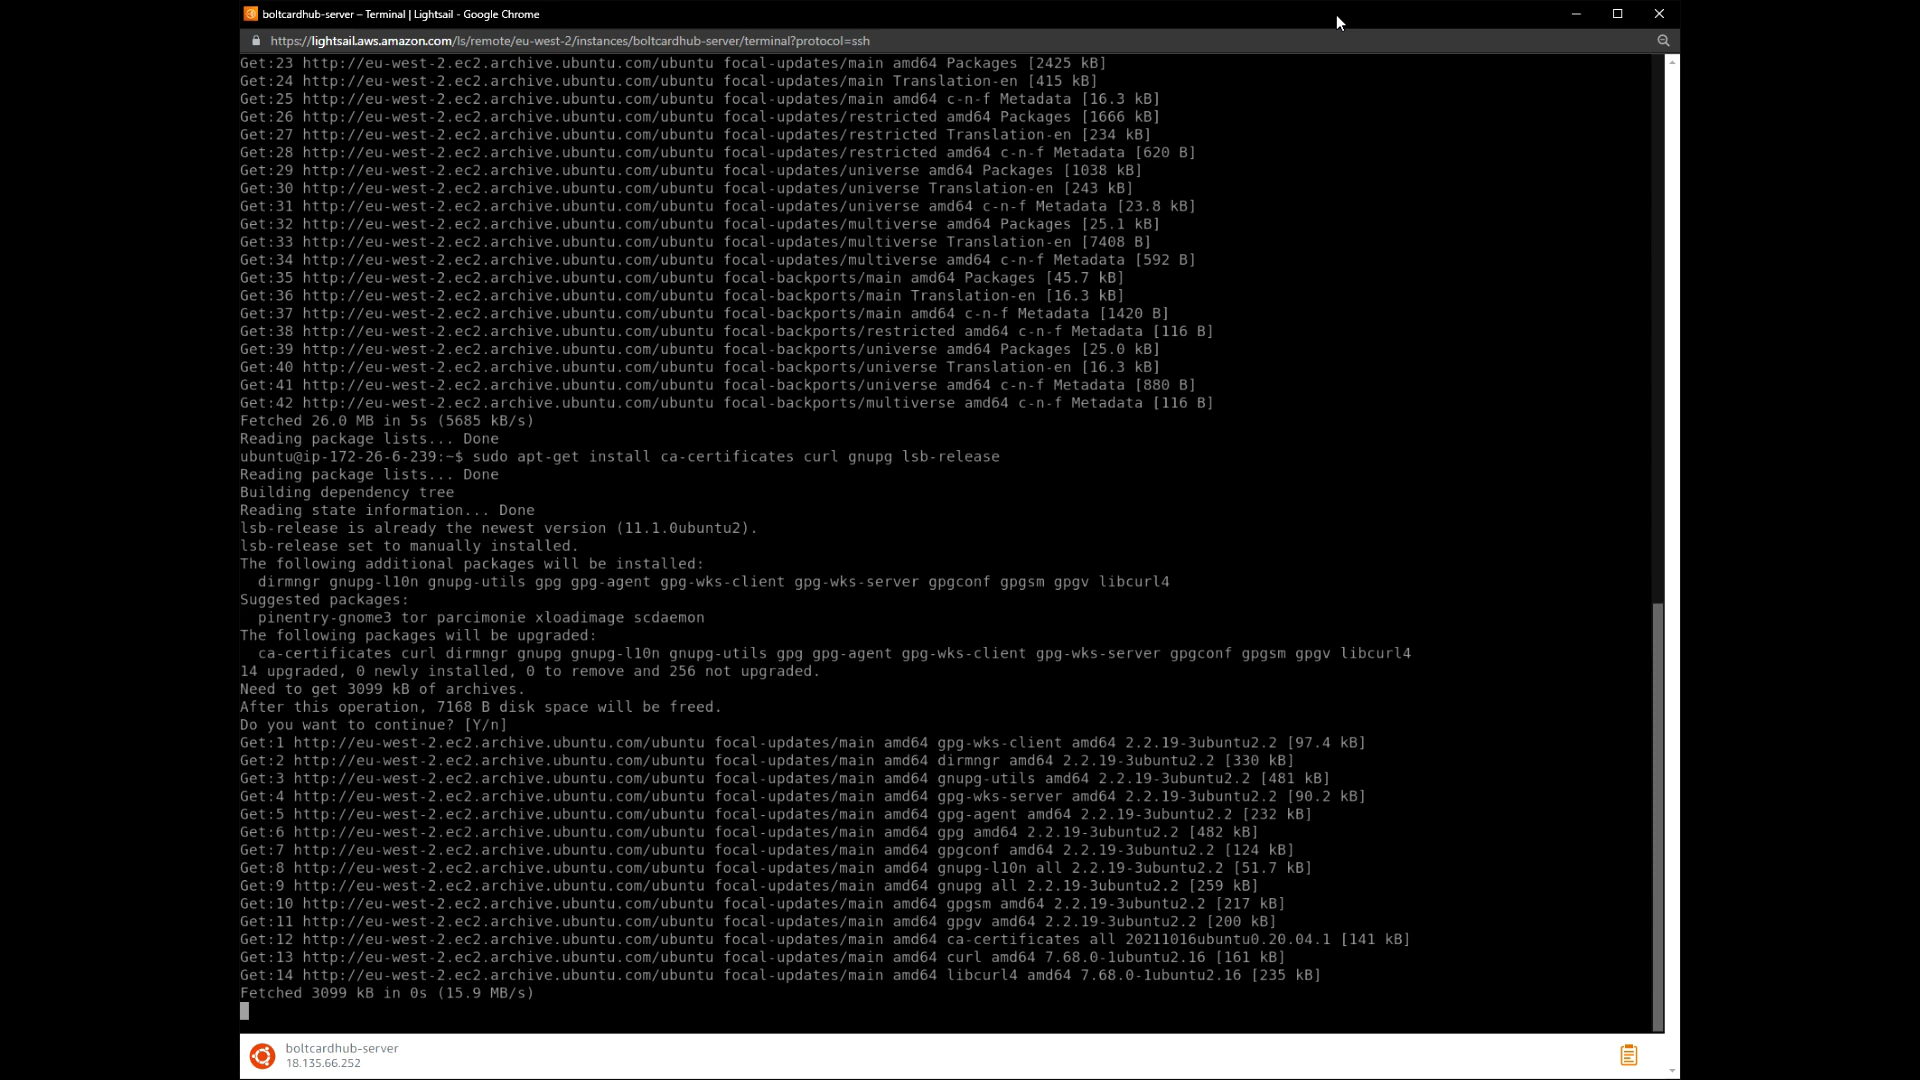 boltcardhub-server – Terminal | Lightsail - Google Chrome
https://lightsail.aws.amazon.com/ls/remote/eu-west-2/instances/boltcardhub-server/terminal?protocol=ssh
Get:23 http://eu-west-2.ec2.archive.ubuntu.com/ubuntu focal-updates/main amd64 Packages [2425 kB]
Get:24 http://eu-west-2.ec2.archive.ubuntu.com/ubuntu focal-updates/main Translation-en [415 kB]
Get:25 http://eu-west-2.ec2.archive.ubuntu.com/ubuntu focal-updates/main amd64 c-n-f Metadata [16.3 kB]
Get:26 http://eu-west-2.ec2.archive.ubuntu.com/ubuntu focal-updates/restricted amd64 Packages [1666 kB]
Get:27 http://eu-west-2.ec2.archive.ubuntu.com/ubuntu focal-updates/restricted Translation-en [234 kB]
Get:28 http://eu-west-2.ec2.archive.ubuntu.com/ubuntu focal-updates/restricted amd64 c-n-f Metadata [620 B]
Get:29 http://eu-west-2.ec2.archive.ubuntu.com/ubuntu focal-updates/universe amd64 Packages [1038 kB]
Get:30 http://eu-west-2.ec2.archive.ubuntu.com/ubuntu focal-updates/universe Translation-en [243 kB]
Get:31 http://eu-west-2.ec2.archive.ubuntu.com/ubuntu focal-updates/universe amd64 c-n-f Metadata [23.8 kB]
Get:32 http://eu-west-2.ec2.archive.ubuntu.com/ubuntu focal-updates/multiverse amd64 Packages [25.1 kB]
Get:33 http://eu-west-2.ec2.archive.ubuntu.com/ubuntu focal-updates/multiverse Translation-en [7408 B]
Get:34 http://eu-west-2.ec2.archive.ubuntu.com/ubuntu focal-updates/multiverse amd64 c-n-f Metadata [592 B]
Get:35 http://eu-west-2.ec2.archive.ubuntu.com/ubuntu focal-backports/main amd64 Packages [45.7 kB]
Get:36 http://eu-west-2.ec2.archive.ubuntu.com/ubuntu focal-backports/main Translation-en [16.3 kB]
Get:37 http://eu-west-2.ec2.archive.ubuntu.com/ubuntu focal-backports/main amd64 c-n-f Metadata [1420 B]
Get:38 http://eu-west-2.ec2.archive.ubuntu.com/ubuntu focal-backports/restricted amd64 c-n-f Metadata [116 B]
Get:39 http://eu-west-2.ec2.archive.ubuntu.com/ubuntu focal-backports/universe amd64 Packages [25.0 kB]
Get:40 http://eu-west-2.ec2.archive.ubuntu.com/ubuntu focal-backports/universe Translation-en [16.3 kB]
Get:41 http://eu-west-2.ec2.archive.ubuntu.com/ubuntu focal-backports/universe amd64 c-n-f Metadata [880 B]
Get:42 http://eu-west-2.ec2.archive.ubuntu.com/ubuntu focal-backports/multiverse amd64 c-n-f Metadata [116 B]
Fetched 26.0 MB in 5s (5685 kB/s)
Reading package lists... Done
ubuntu@ip-172-26-6-239:~$ sudo apt-get install ca-certificates curl gnupg lsb-release
Reading package lists... Done
Building dependency tree
Reading state information... Done
lsb-release is already the newest version (11.1.0ubuntu2).
lsb-release set to manually installed.
The following additional packages will be installed:
dirmngr gnupg-l10n gnupg-utils gpg gpg-agent gpg-wks-client gpg-wks-server gpgconf gpgsm gpgv libcurl4
Suggested packages:
pinentry-gnome3 tor parcimonie xloadimage scdaemon
The following packages will be upgraded:
ca-certificates curl dirmngr gnupg gnupg-l10n gnupg-utils gpg gpg-agent gpg-wks-client gpg-wks-server gpgconf gpgsm gpgv libcurl4
14 upgraded, 0 newly installed, 0 to remove and 256 not upgraded.
Need to get 3099 kB of archives.
After this operation, 7168 B disk space will be freed.
Do you want to continue? [Y/n]
Get:1 http://eu-west-2.ec2.archive.ubuntu.com/ubuntu focal-updates/main amd64 gpg-wks-client amd64 2.2.19-3ubuntu2.2 [97.4 kB]
Get:2 http://eu-west-2.ec2.archive.ubuntu.com/ubuntu focal-updates/main amd64 dirmngr amd64 2.2.19-3ubuntu2.2 [330 kB]
Get:3 http://eu-west-2.ec2.archive.ubuntu.com/ubuntu focal-updates/main amd64 gnupg-utils amd64 2.2.19-3ubuntu2.2 [481 kB]
Get:4 http://eu-west-2.ec2.archive.ubuntu.com/ubuntu focal-updates/main amd64 gpg-wks-server amd64 2.2.19-3ubuntu2.2 [90.2 kB]
Get:5 http://eu-west-2.ec2.archive.ubuntu.com/ubuntu focal-updates/main amd64 gpg-agent amd64 2.2.19-3ubuntu2.2 [232 kB]
Get:6 http://eu-west-2.ec2.archive.ubuntu.com/ubuntu focal-updates/main amd64 gpg amd64 2.2.19-3ubuntu2.2 [482 kB]
Get:7 http://eu-west-2.ec2.archive.ubuntu.com/ubuntu focal-updates/main amd64 gpgconf amd64 2.2.19-3ubuntu2.2 [124 kB]
Get:8 http://eu-west-2.ec2.archive.ubuntu.com/ubuntu focal-updates/main amd64 gnupg-l10n all 2.2.19-3ubuntu2.2 [51.7 kB]
Get:9 http://eu-west-2.ec2.archive.ubuntu.com/ubuntu focal-updates/main amd64 gnupg all 2.2.19-3ubuntu2.2 [259 kB]
Get:10 http://eu-west-2.ec2.archive.ubuntu.com/ubuntu focal-updates/main amd64 gpgsm amd64 2.2.19-3ubuntu2.2 [217 kB]
Get:11 http://eu-west-2.ec2.archive.ubuntu.com/ubuntu focal-updates/main amd64 gpgv amd64 2.2.19-3ubuntu2.2 [200 kB]
Get:12 http://eu-west-2.ec2.archive.ubuntu.com/ubuntu focal-updates/main amd64 ca-certificates all 20211016ubuntu0.20.04.1 [141 kB]
Get:13 http://eu-west-2.ec2.archive.ubuntu.com/ubuntu focal-updates/main amd64 curl amd64 7.68.0-1ubuntu2.16 [161 kB]
Get:14 http://eu-west-2.ec2.archive.ubuntu.com/ubuntu focal-updates/main amd64 libcurl4 amd64 7.68.0-1ubuntu2.16 [235 kB]
Fetched 3099 kB in 0s (15.9 MB/s)
boltcardhub-server
18.135.66.252